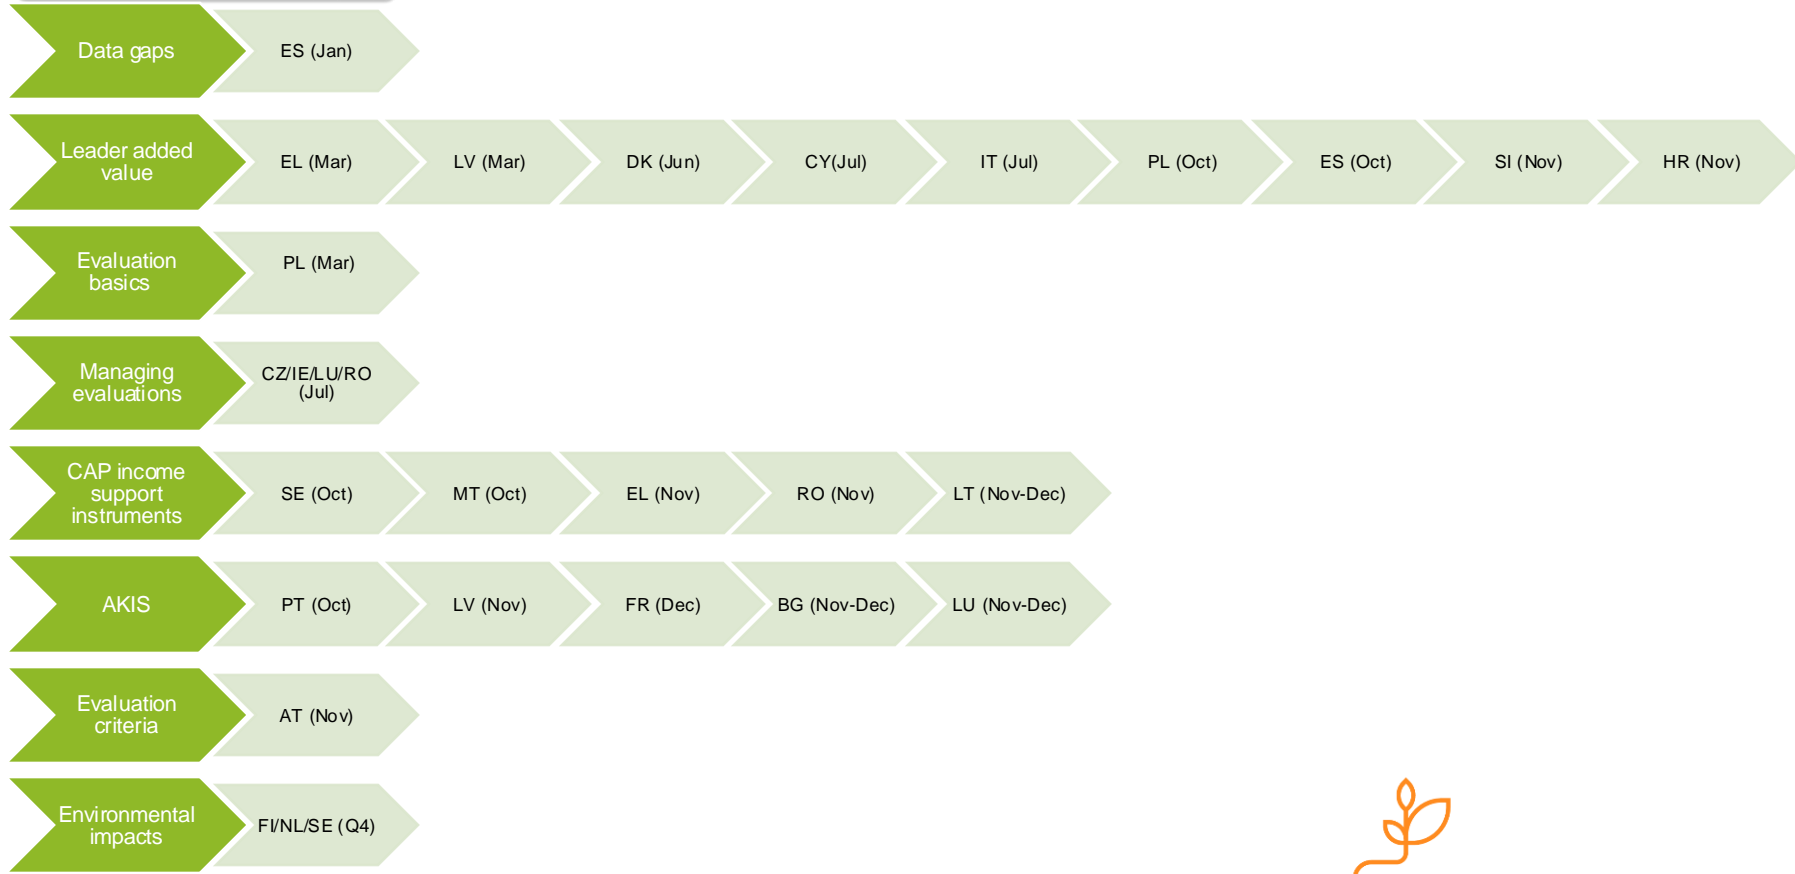 Data gaps
ES (Jan)
Leader added
value
EL (Mar)
LV (Mar)
DK (Jun)
CY(Jul)
IT (Jul)
PL (Oct)
ES (Oct)
SI (Nov)
HR (Nov)
Evaluation
basics
PL (Mar)
Managing
evaluations
CZ/IE/LU/RO
(Jul)
CAP income
support
instruments
SE (Oct)
MT (Oct)
EL (Nov)
RO (Nov)
LT (Nov-Dec)
AKIS
PT (Oct)
LV (Nov)
FR (Dec)
BG (Nov-Dec)
LU (Nov-Dec)
Evaluation
criteria
AT (Nov)
Environmental
impacts
FI/NL/SE (Q4)